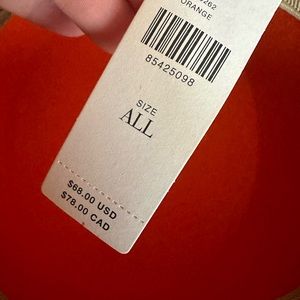 ORANGE
85425098
SIZE
ALL
$68.00 USD
$78.00 CAD